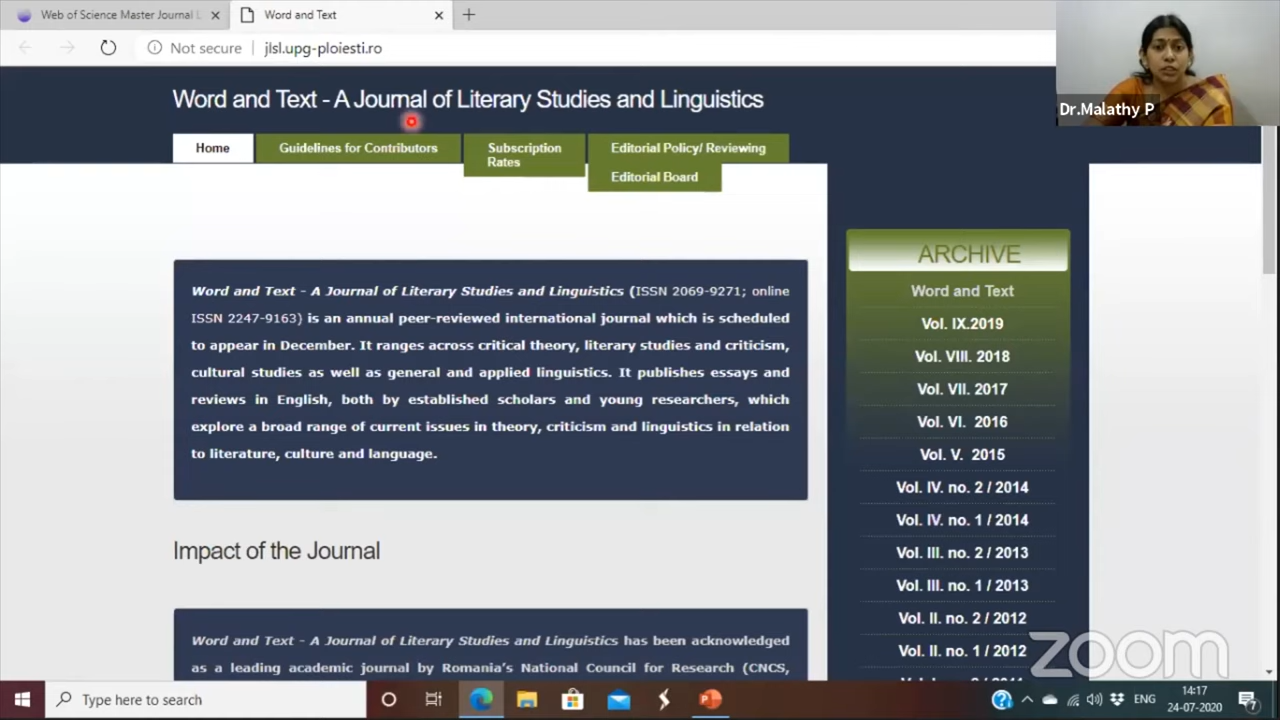 Web of Science Master Journal L
Word and Text
Not secure
jlsl.upg-ploiesti.ro
Dr.Malathy P
Word and Text - A Journal of Literary Studies and Linguistics
Home
Guidelines for Contributors
Subscription
Rates
Editorial Policy/ Reviewing
Editorial Board
Word and Text - A Journal of Literary Studies and Linguistics (ISSN 2069-9271; online
ISSN 2247-9163) is an annual peer-reviewed international journal which is scheduled
to appear in December. It ranges across critical theory, literary studies and criticism,
cultural studies as well as general and applied linguistics. It publishes essays and
reviews in English, both by established scholars and young researchers, which
explore a broad range of current issues in theory, criticism and linguistics in relation
to literature, culture and language.
Impact of the Journal
Word and Text - A Journal of Literary Studies and Linguistics has been acknowledged
as a leading academic journal by Romania's National Council for Research (CNCS,
ARCHIVE
Word and Text
Vol. IX.2019
Vol. VIII. 2018
Vol. VII. 2017
Vol. VI. 2016
Vol. V. 2015
Vol. IV. no. 2 / 2014
Vol. IV. no. 1 / 2014
Vol. III. no. 2 / 2013
Vol. III. no. 1 / 2013
Vol. II. no. 2 / 2012
Vol. II. no. 1 / 2012
zoom
Type here to search
ENG
14:17
24-07-2020
7